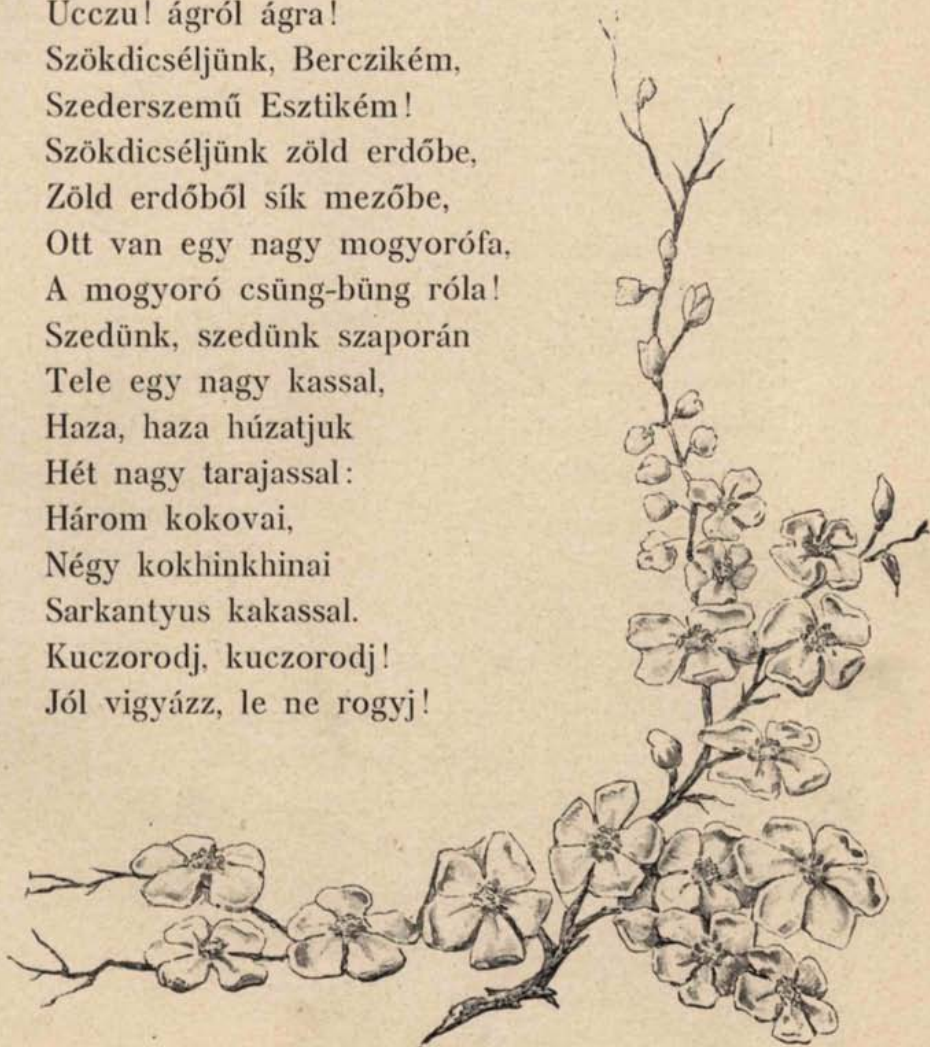 Ucczu! ágról ágra!
Szökdicséljünk, Berczikém,
Szederszemű Esztikém!
Szökdicséljünk zöld erdőbe,
Zöld erdőből sík mezőbe,
Ott van egy nagy mogyorófa,
A mogyoró csüng-büng róla!
Szedünk, szedünk szaporán
Tele egy nagy kassal,
Haza, haza húzatjuk
Hét nagy tarajassal:
Három kokovai,
Négy kokhinkhinai
Sarkantyus kakassal.
Kuczorodj, kuczorodj!
Jól vigyázz, le ne rogyj!